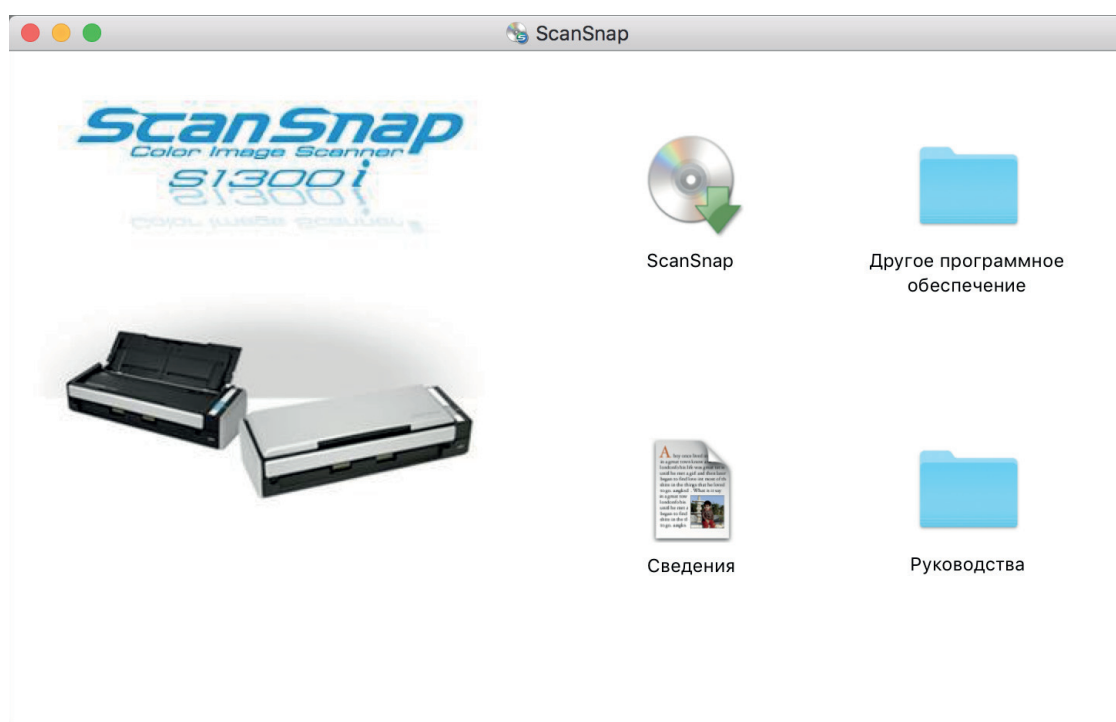 ScanSnap
ScanSnap
Color Image Scanner
S1300i
ScanSnap
Другое программное
обеспечение
Сведения
Руководства